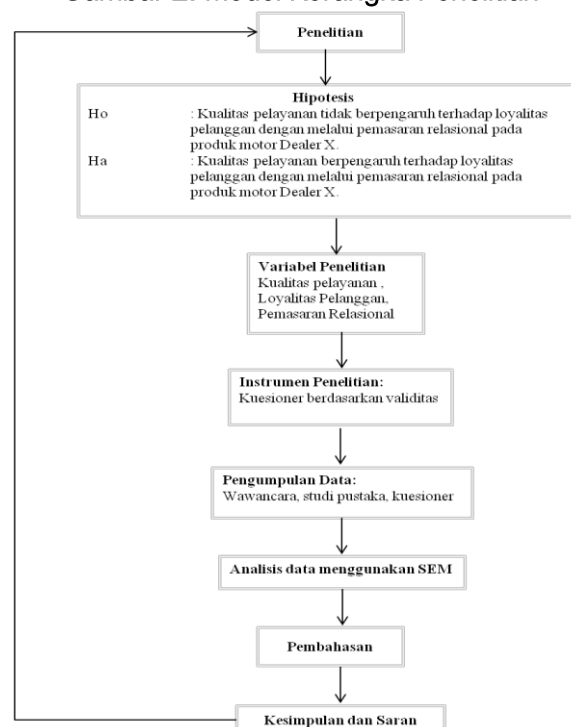 Gambar 2. Model Kerangka Penelitian
Penelitian
Hipotesis
Ho : Kualitas pelayanan tidak berpengaruh terhadap loyalitas
pelanggan dengan melalui pemasaran relasional pada
produk motor Dealer X.
Ha : Kualitas pelayanan berpengaruh terhadap loyalitas
pelanggan dengan melalui pemasaran relasional pada
produk motor Dealer X.
Variabel Penelitian
Kualitas pelayanan ,
Loyalitas Pelanggan,
Pemasaran Relasional
Instrumen Penelitian:
Kuesioner berdasarkan validitas
Pengumpulan Data:
Wawancara, studi pustaka, kuesioner
Analisis data menggunakan SEM
Pembahasan
Kesimpulan dan Saran